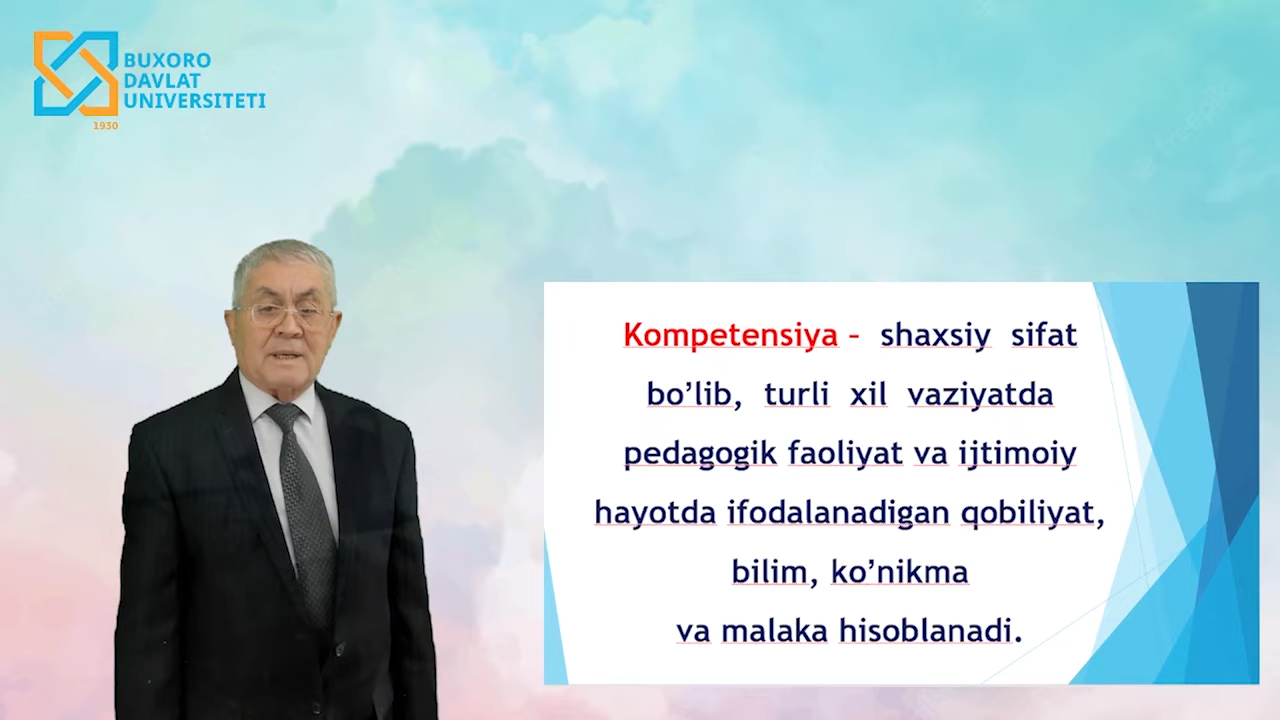 BUXORO
DAVLAT
UNIVERSITETI
1930
Kompetensiya – shaxsiy sifat
bo’lib, turli xil vaziyatda
pedagogik faoliyat va ijtimoiy
hayotda ifodalanadigan qobiliyat,
bilim, ko’nikma
va malaka hisoblanadi.